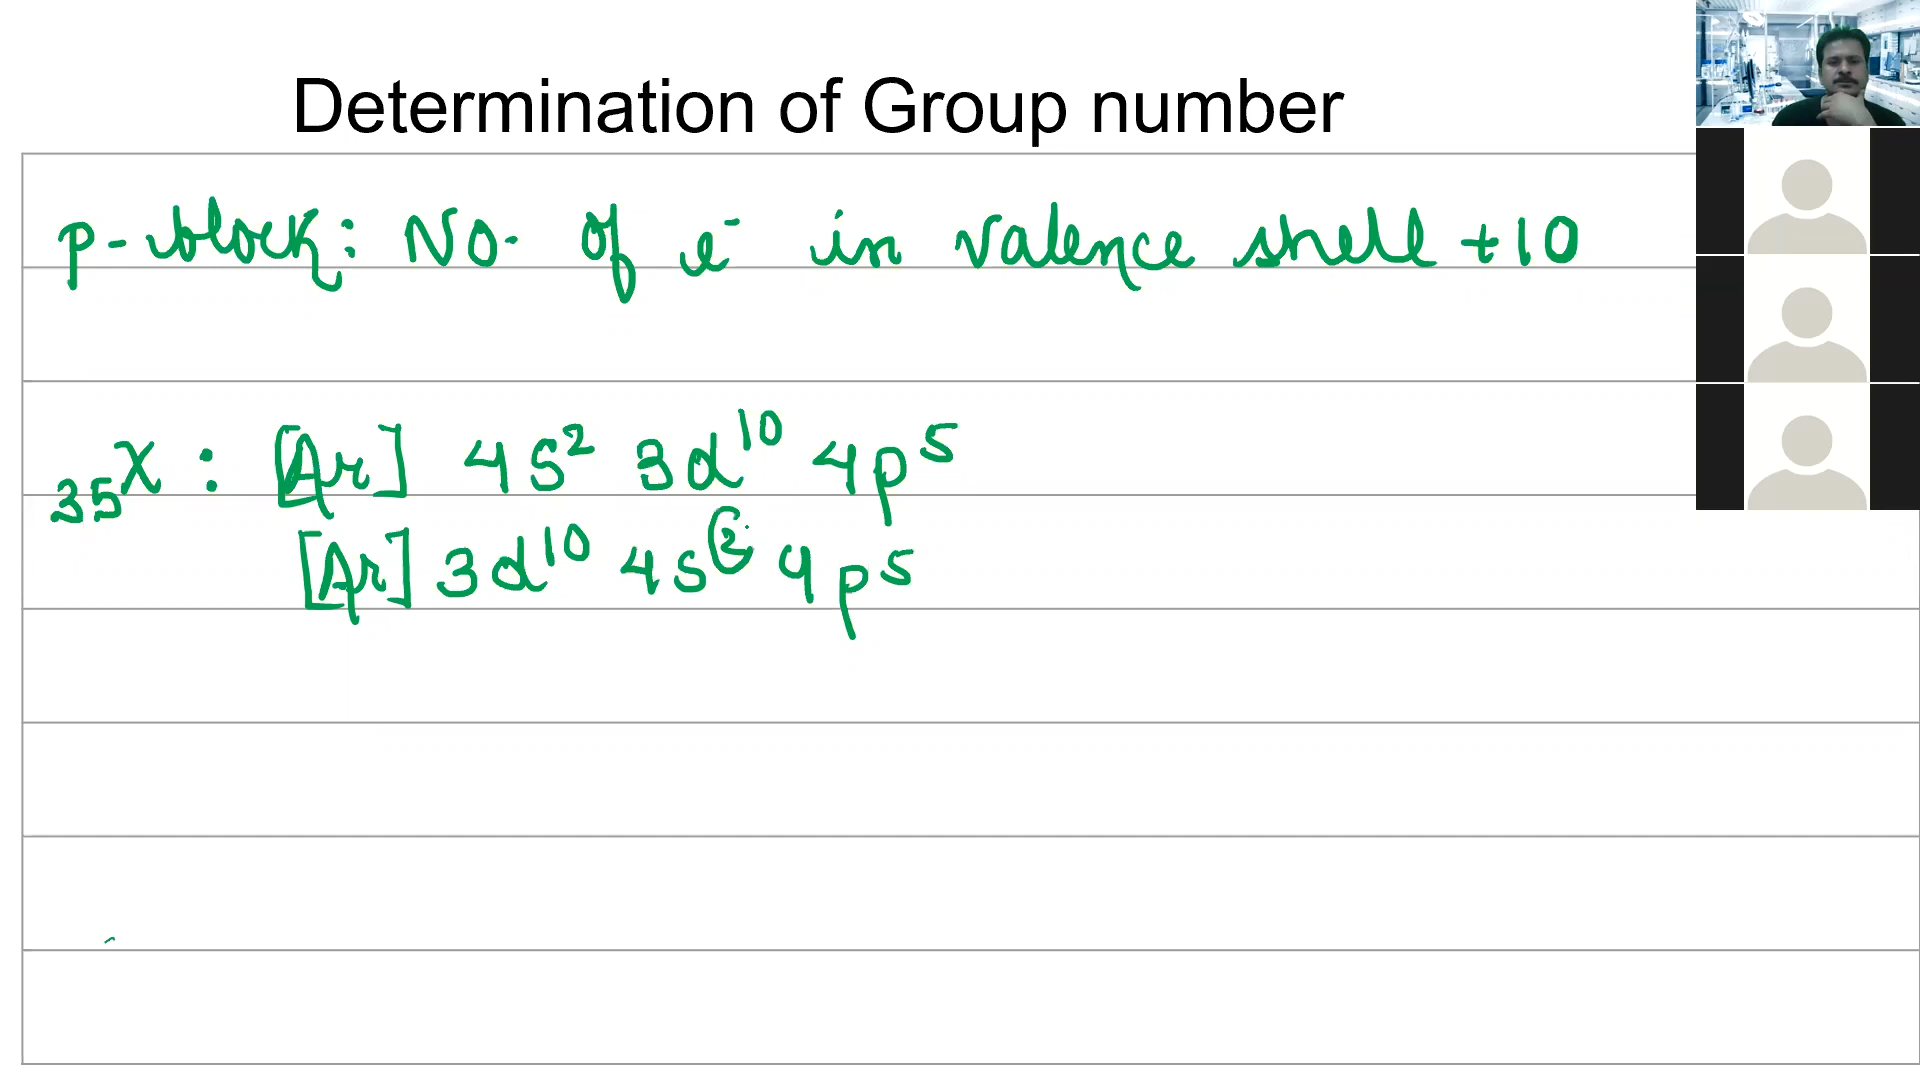 Determination of Group number
p-block: No. of e⁻ in valence shell +10
₃₅X : [Ar] 4s² 3d¹⁰ 4p⁵
[Ar] 3d¹⁰ 4s² 4p⁵